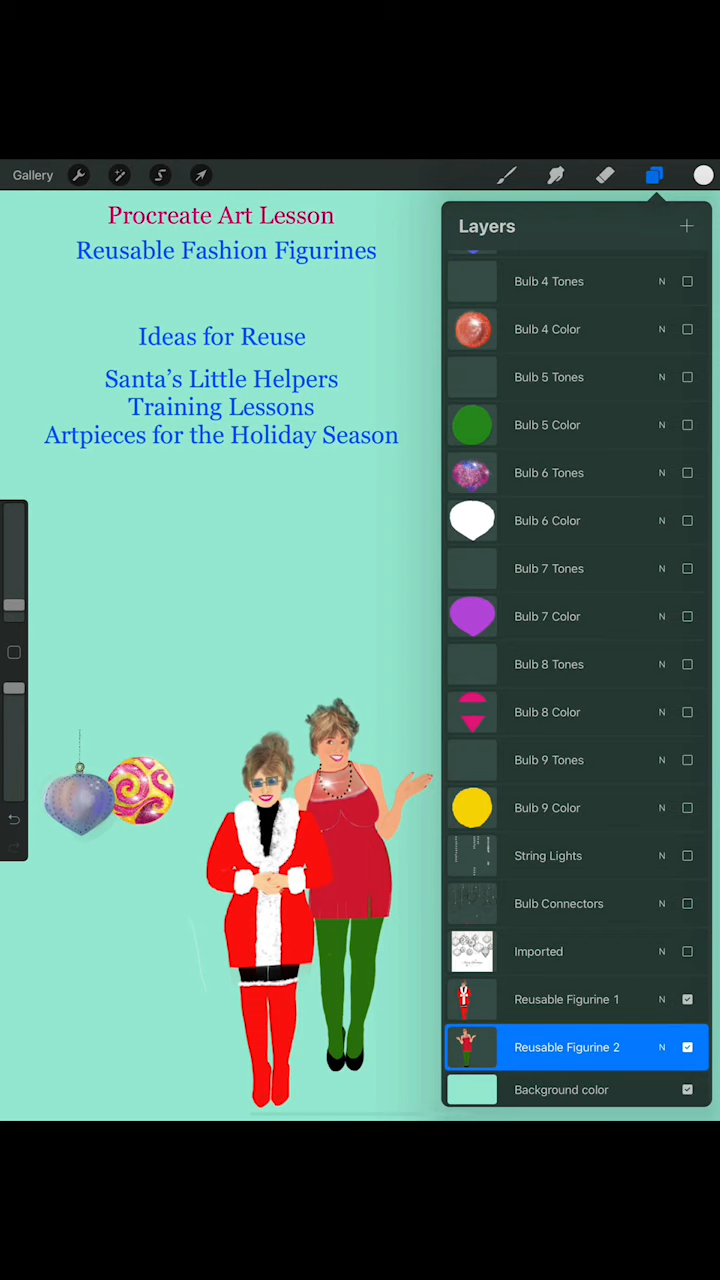 Gallery
Procreate Art Lesson
Reusable Fashion Figurines
Ideas for Reuse
Santa's Little Helpers
Training Lessons
Artpieces for the Holiday Season
Layers
Bulb 4 Tones N
Bulb 4 Color N
Bulb 5 Tones N
Bulb 5 Color N
Bulb 6 Tones N
Bulb 6 Color N
Bulb 7 Tones N
Bulb 7 Color N
Bulb 8 Tones N
Bulb 8 Color N
Bulb 9 Tones N
Bulb 9 Color N
String Lights N
Bulb Connectors N
Imported N
Reusable Figurine 1 N
Reusable Figurine 2 N
Background color